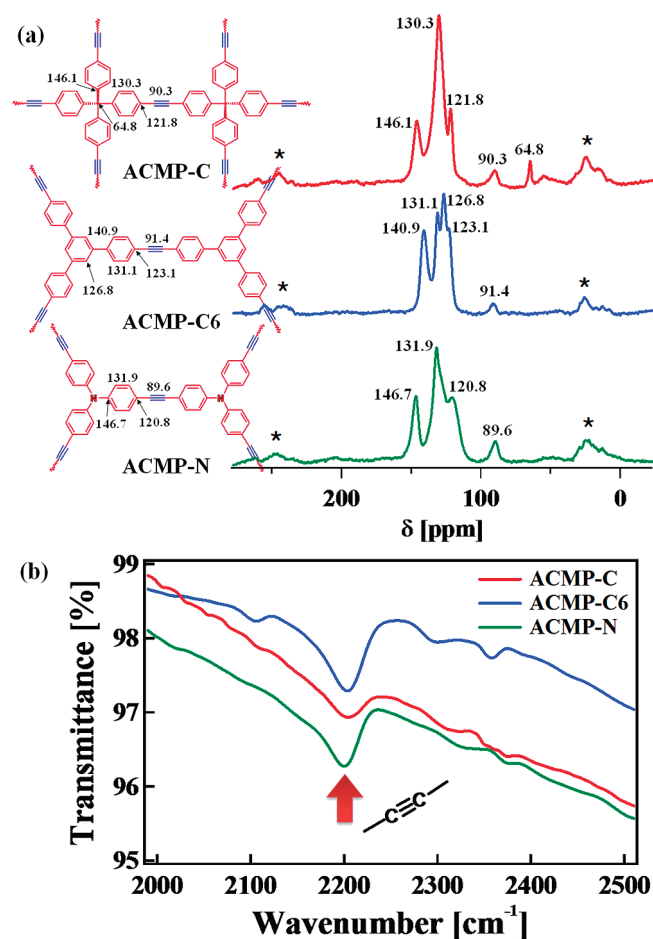 (a)
146.1 130.3 90.3
64.8 121.8
ACMP-C
130.3
146.1 121.8
90.3 64.8
* *
140.9 91.4
131.1 123.1
126.8
ACMP-C6
131.1 126.8
140.9 123.1
91.4
* *
131.9 89.6
N N
146.7 120.8
ACMP-N
131.9
146.7 120.8
89.6
* *
200 100 0
δ [ppm]
(b)
99
98
97
96
95
Transmittance [%]
ACMP-C
ACMP-C6
ACMP-N
2000 2100 2200 2300 2400 2500
Wavenumber [cm⁻¹]